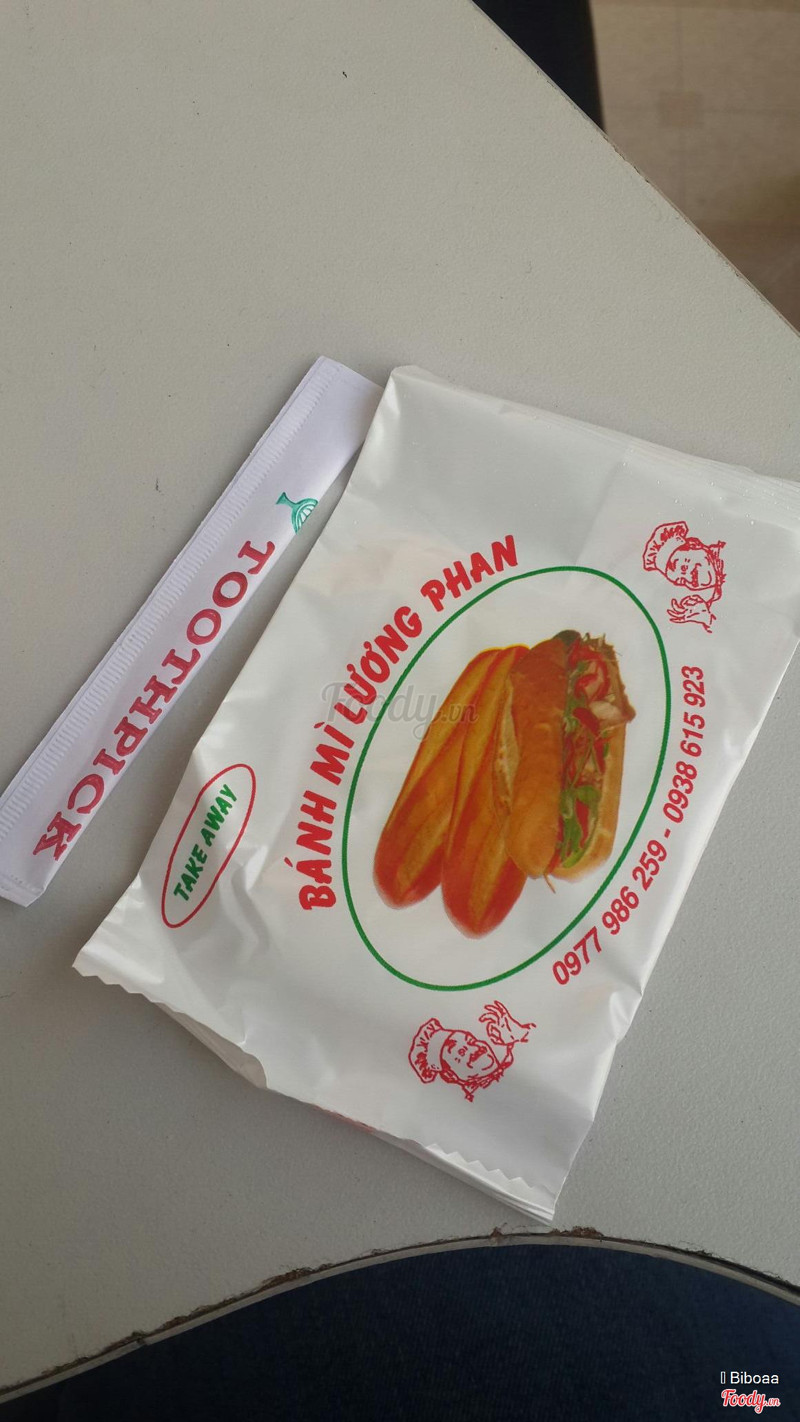 TOOTHPICK
TAKE AWAY
BÁNH MÌ LƯƠNG PHAN
0977 986 259 - 0938 615 923
Foody.vn
Biboaa
Foody.vn